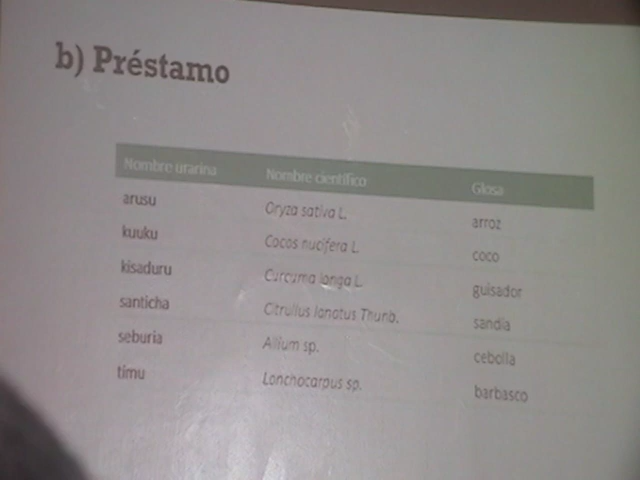 b) Préstamo
Nombre urarina Nombre científico Glosa
arusu Oryza sativa L. arroz
kuuku Cocos nucifera L. coco
kisaduru Curcuma longa L. guisador
santicha Citrullus lanatus Thunb. sandía
seburia Allium sp. cebolla
timu Lonchocarpus sp. barbasco